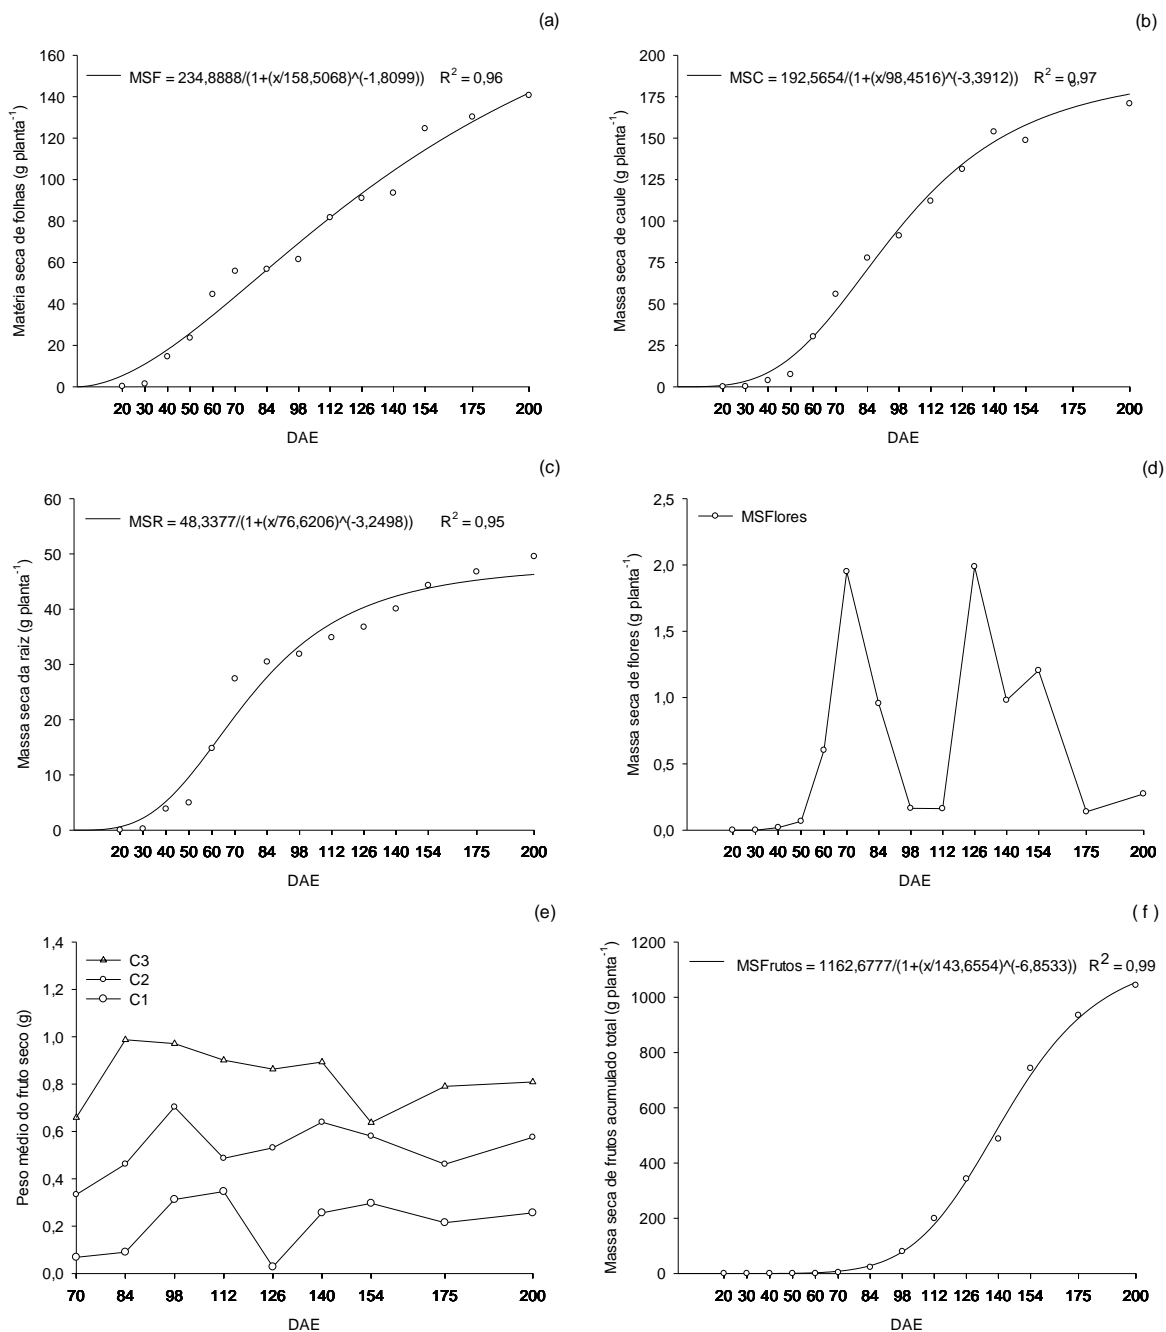 (a)
160
140
120
100
80
60
40
20
0
MSF = 234,8888/(1+(x/158,5068)^(-1,8099)) R² = 0,96
Matéria seca de folhas (g planta⁻¹)
20 30 40 50 60 70 84 98 112 126 140 154 175 200
DAE
(b)
200
175
150
125
100
75
50
25
0
MSC = 192,5654/(1+(x/98,4516)^(-3,3912)) R² = 0,97
Massa seca de caule (g planta⁻¹)
20 30 40 50 60 70 84 98 112 126 140 154 175 200
DAE
(c)
60
50
40
30
20
10
0
MSR = 48,3377/(1+(x/76,6206)^(-3,2498)) R² = 0,95
Massa seca da raiz (g planta⁻¹)
20 30 40 50 60 70 84 98 112 126 140 154 175 200
DAE
(d)
2,5
2,0
1,5
1,0
0,5
0,0
MSFlores
Massa seca de flores (g planta⁻¹)
20 30 40 50 60 70 84 98 112 126 140 154 175 200
DAE
(e)
1,4
1,2
1,0
0,8
0,6
0,4
0,2
0,0
C3
C2
C1
Peso médio do fruto seco (g)
70 84 98 112 126 140 154 175 200
DAE
( f )
1200
1000
800
600
400
200
0
MSFrutos = 1162,6777/(1+(x/143,6554)^(-6,8533)) R² = 0,99
Massa seca de frutos acumulado total (g planta⁻¹)
20 30 40 50 60 70 84 98 112 126 140 154 175 200
DAE